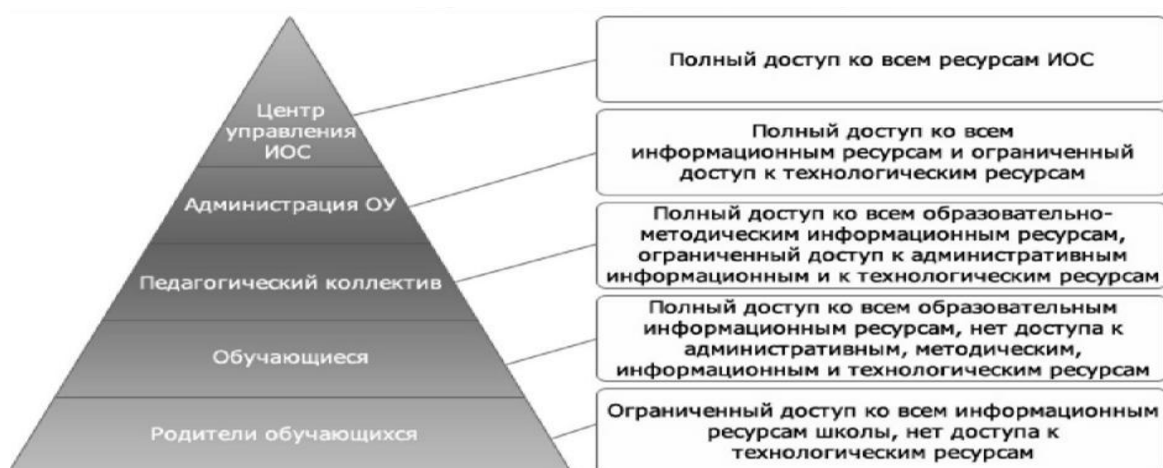 Центр
управления
ИОС
Полный доступ ко всем ресурсам ИОС
Администрация ОУ
Полный доступ ко всем
информационным ресурсам и ограниченный
доступ к технологическим ресурсам
Педагогический коллектив
Полный доступ ко всем образовательно-
методическим информационным ресурсам,
ограниченный доступ к административным
информационным и к технологическим ресурсам
Обучающиеся
Полный доступ ко всем образовательным
информационным ресурсам, нет доступа к
административным, методическим,
информационным и технологическим ресурсам
Родители обучающихся
Ограниченный доступ ко всем информационным
ресурсам школы, нет доступа к
технологическим ресурсам